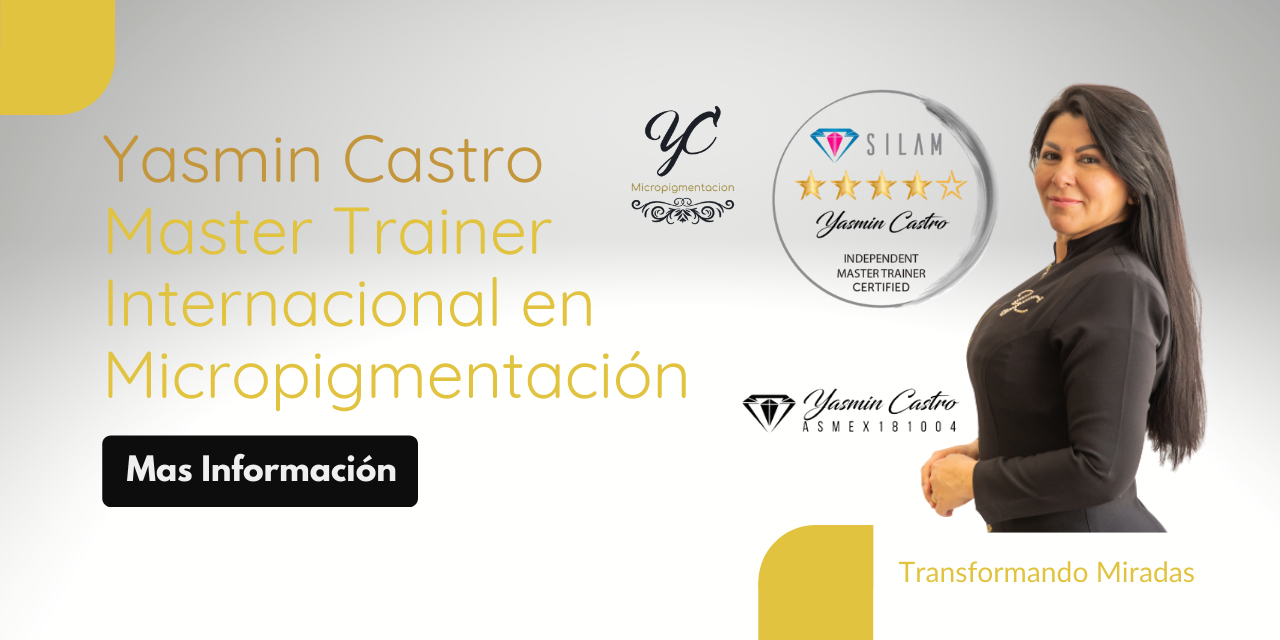 Yasmin Castro
Master Trainer
Internacional en
Micropigmentación
Mas Información
YC
Micropigmentacion
SILAM
Yasmin Castro
INDEPENDENT
MASTER TRAINER
CERTIFIED
Yasmin Castro
ASMEX181004
Transformando Miradas